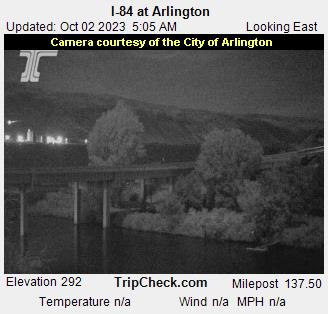 I-84 at Arlington
Updated: Oct 02 2023 5:05 AM Looking East
Camera courtesy of the City of Arlington
Elevation 292 TripCheck.com Milepost 137.50
Temperature n/a Wind n/a MPH n/a